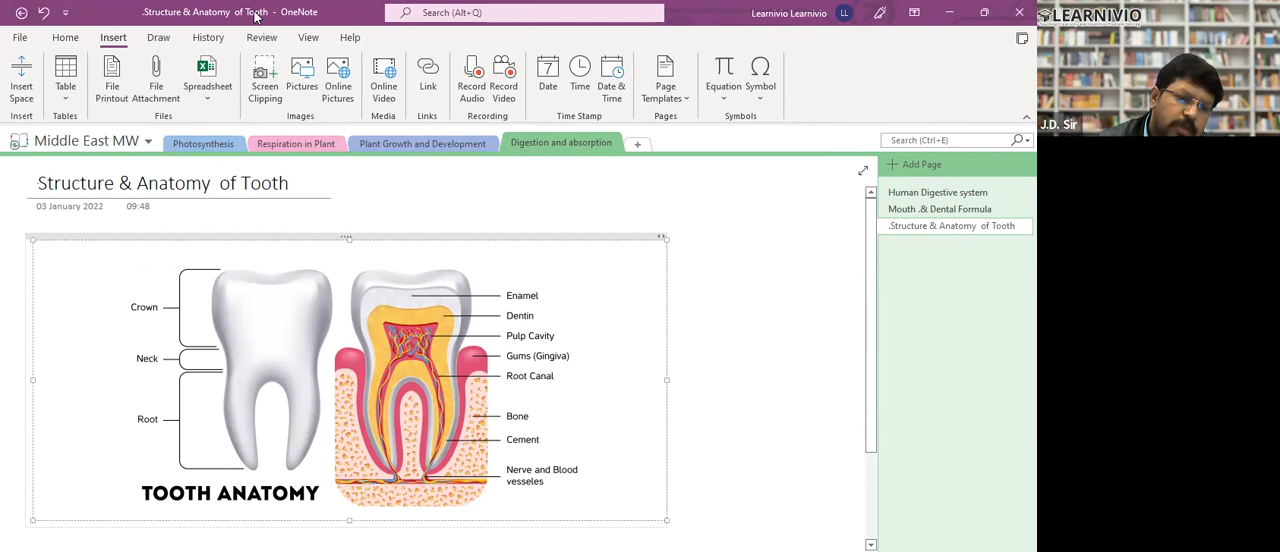 .Structure & Anatomy of Tooth - OneNote
Search (Alt+Q)
Learnivio Learnivio
LL
File Home Insert Draw History Review View Help
Insert Space
Table
File Printout
File Attachment
Spreadsheet
Screen Clipping
Pictures
Online Pictures
Online Video
Link
Record Audio
Record Video
Date
Time
Date & Time
Page Templates
Equation
Symbol
Insert Tables Files Images Media Links Recording Time Stamp Pages Symbols
Middle East MW
Photosynthesis
Respiration in Plant
Plant Growth and Development
Digestion and absorption
Search (Ctrl+E)
.Structure & Anatomy of Tooth
03 January 2022 09:48
Add Page
Human Digestive system
Mouth .& Dental Formula
.Structure & Anatomy of Tooth
Crown
Neck
Root
TOOTH ANATOMY
Enamel
Dentin
Pulp Cavity
Gums (Gingiva)
Root Canal
Bone
Cement
Nerve and Blood
vesseles
LEARNIVIO
J.D. Sir